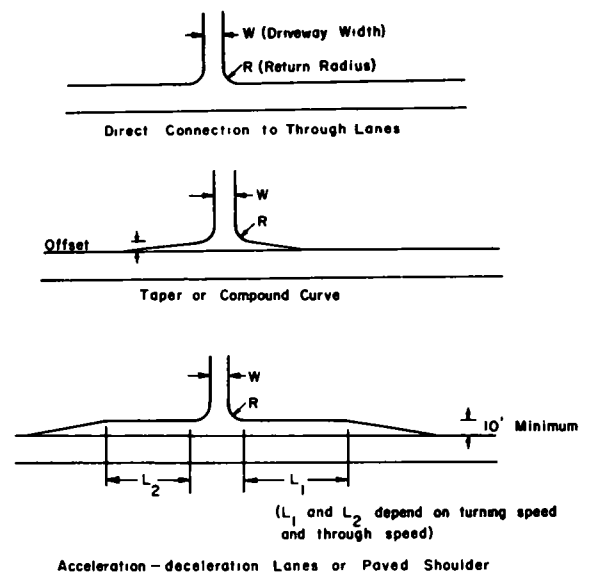 W (Driveway Width)
R (Return Radius)
Direct Connection to Through Lanes
W
R
Offset
Taper or Compound Curve
W
R
10' Minimum
L2
L1
(L1 and L2 depend on turning speed
and through speed)
Acceleration-deceleration Lanes or Paved Shoulder